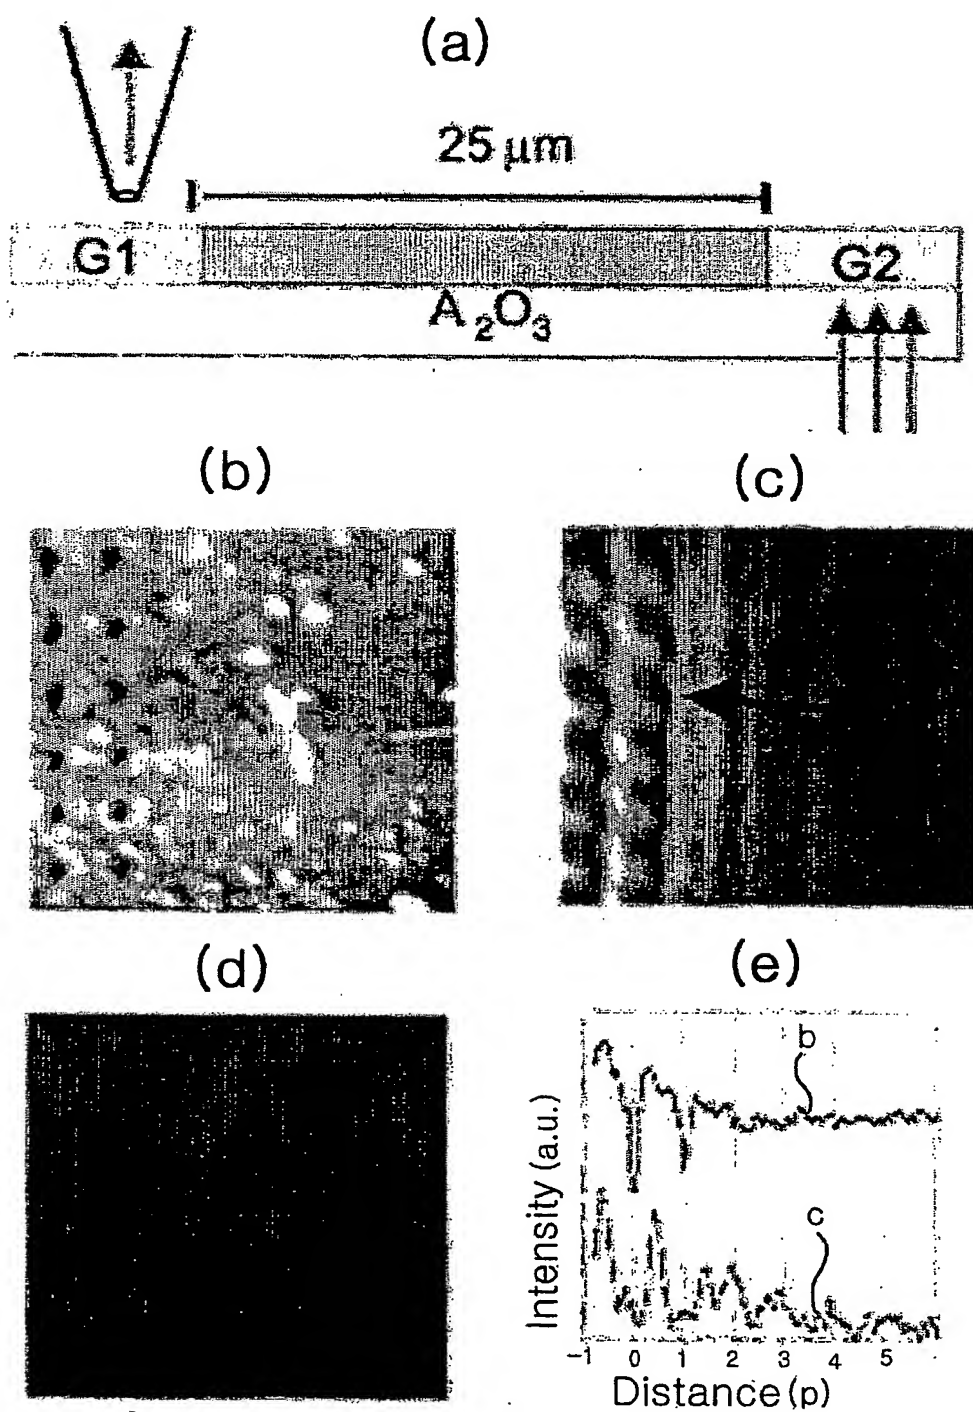 (a)
25 μm
G1
G2
A₂O₃
(b)
(c)
(d)
(e)
b
c
Intensity (a.u.)
-1 0 1 2 3 4 5
Distance (p)